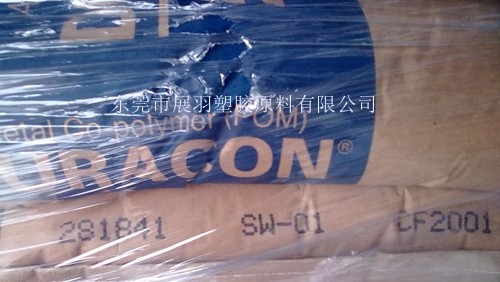 东莞市展羽塑胶原料有限公司
etal Co-polymer (POM)
URACON®
281841 SW-01 CF2001